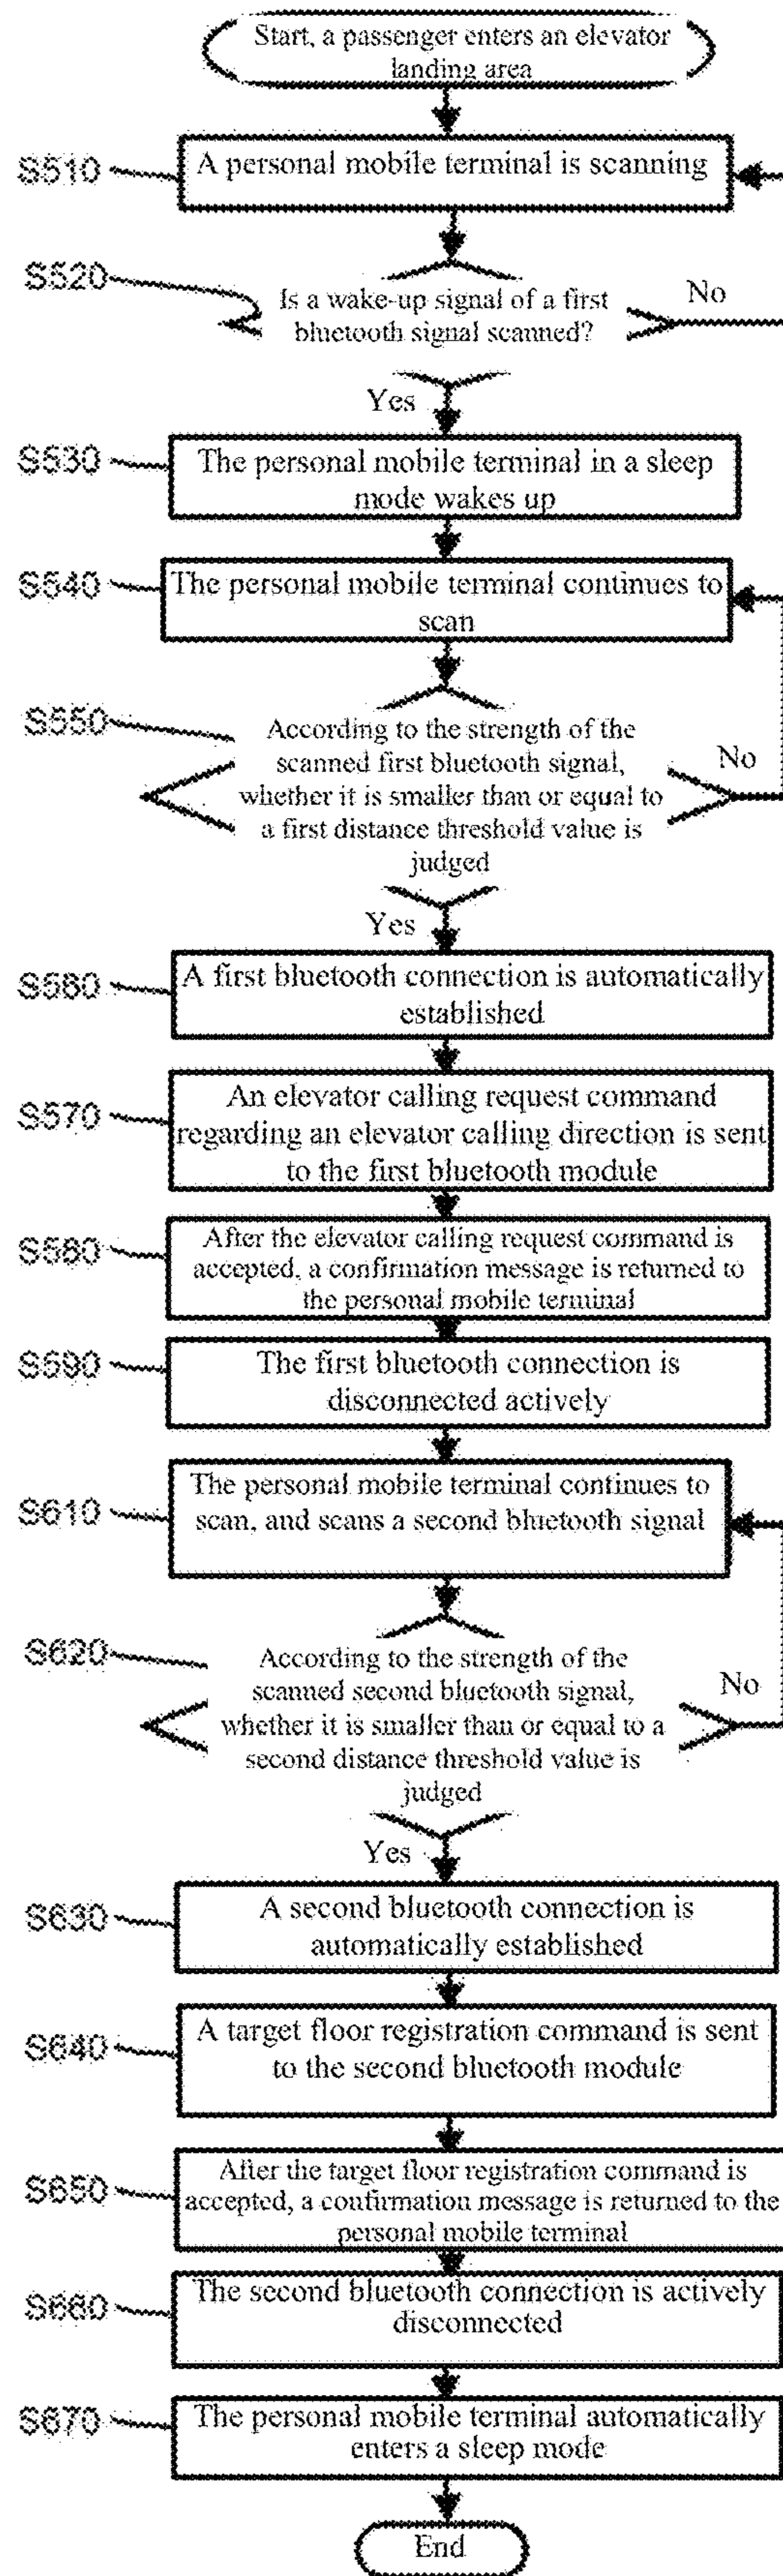 Start, a passenger enters an elevator
landing area
S510
A personal mobile terminal is scanning
S520
Is a wake-up signal of a first
bluetooth signal scanned?
No
Yes
S530
The personal mobile terminal in a sleep
mode wakes up
S540
The personal mobile terminal continues to
scan
S550
According to the strength of the
scanned first bluetooth signal,
whether it is smaller than or equal to
a first distance threshold value is
judged
No
Yes
S560
A first bluetooth connection is automatically
established
S570
An elevator calling request command
regarding an elevator calling direction is sent
to the first bluetooth module
S580
After the elevator calling request command is
accepted, a confirmation message is returned to
the personal mobile terminal
S590
The first bluetooth connection is
disconnected actively
S610
The personal mobile terminal continues to
scan, and scans a second bluetooth signal
S620
According to the strength of the
scanned second bluetooth signal,
whether it is smaller than or equal to a
second distance threshold value is
judged
No
Yes
S630
A second bluetooth connection is
automatically established
S640
A target floor registration command is sent
to the second bluetooth module
S650
After the target floor registration command is
accepted, a confirmation message is returned to the
personal mobile terminal
S660
The second bluetooth connection is actively
disconnected
S670
The personal mobile terminal automatically
enters a sleep mode
End